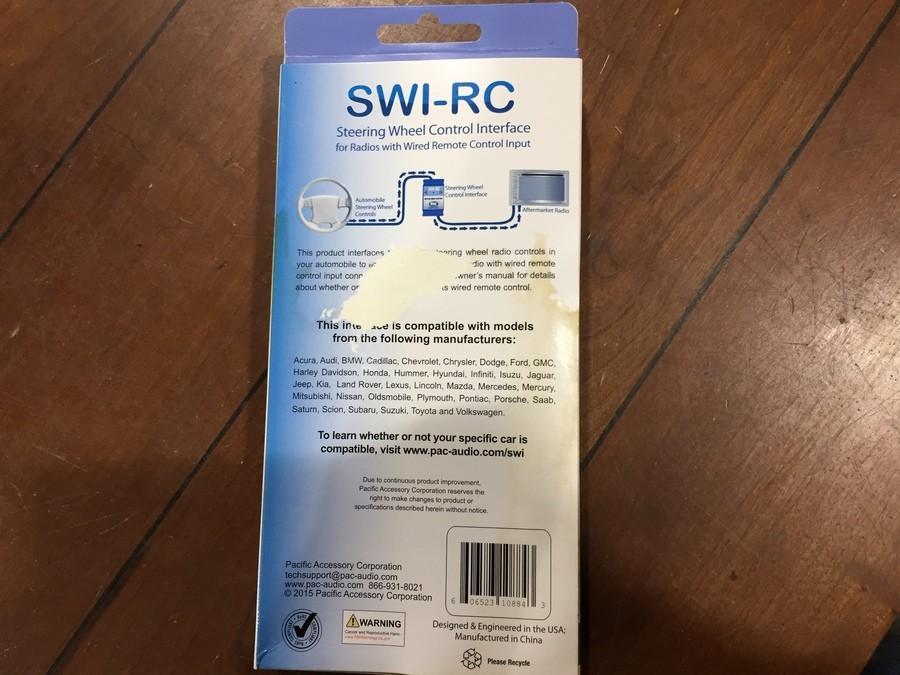 SWI-RC
Steering Wheel Control Interface
for Radios with Wired Remote Control Input
Automobile
Steering Wheel
Controls
Steering Wheel
Control Interface
Aftermarket Radio
This product interfaces wheel radio controls in
your automobile to with wired remote
control input manual for details
about whether wired remote control.
This is compatible with models
from the following manufacturers:
Acura, Audi, BMW, Cadillac, Chevrolet, Chrysler, Dodge, Ford, GMC,
Harley Davidson, Honda, Hummer, Hyundai, Infiniti, Isuzu, Jaguar,
Jeep, Kia, Land Rover, Lexus, Lincoln, Mazda, Mercedes, Mercury,
Mitsubishi, Nissan, Oldsmobile, Plymouth, Pontiac, Porsche, Saab,
Saturn, Scion, Subaru, Suzuki, Toyota and Volkswagen.
To learn whether or not your specific car is
compatible, visit www.pac-audio.com/swi
Due to continuous product improvement,
Pacific Accessory Corporation reserves the
right to make changes to product or
specifications described herein without notice.
Pacific Accessory Corporation
techsupport@pac-audio.com
www.pac-audio.com 866-931-8021
© 2015 Pacific Accessory Corporation
6 06523 10884 3
WARNING
Cancer and Reproductive Harm -
Designed & Engineered in the USA;
Manufactured in China
Please Recycle